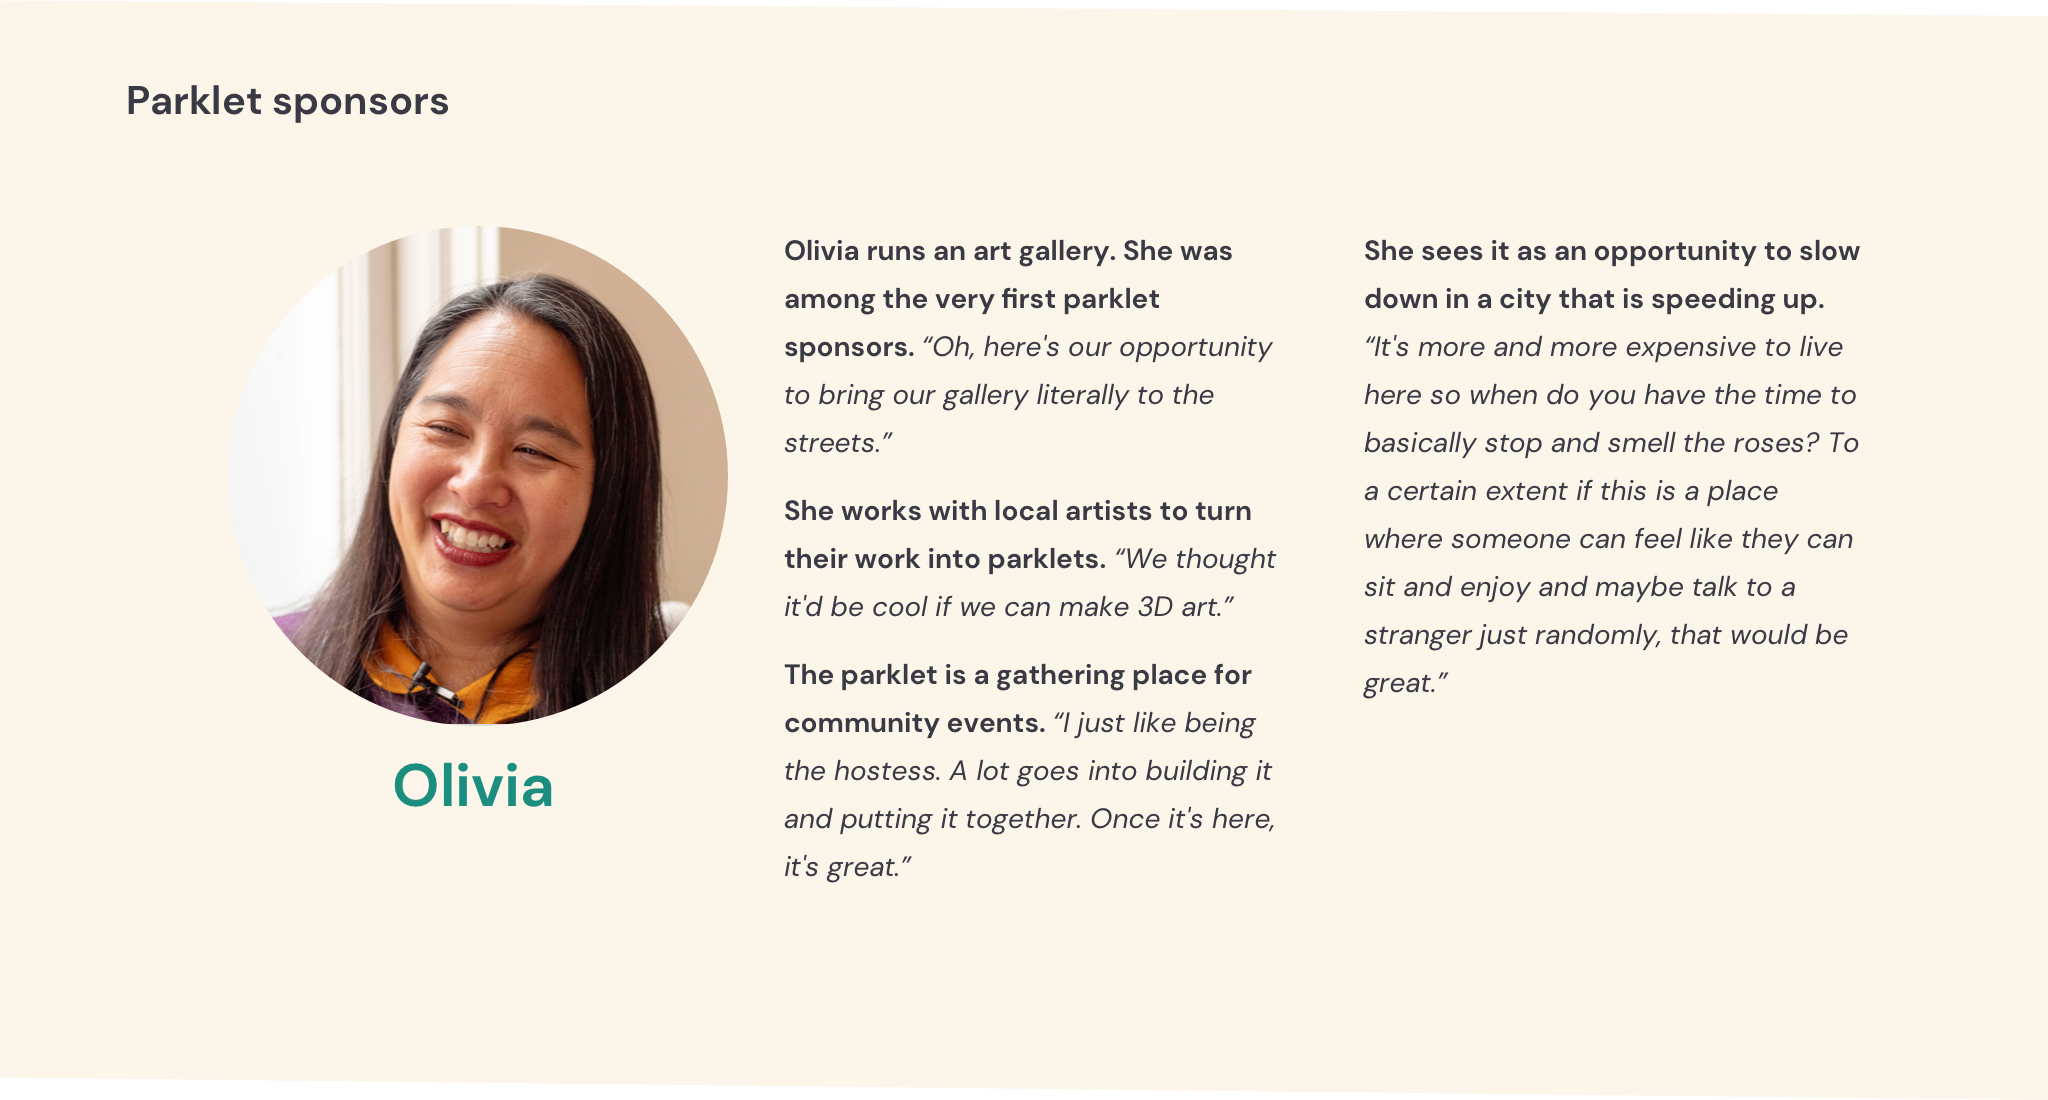 Parklet sponsors
Olivia
Olivia runs an art gallery. She was
among the very first parklet
sponsors. “Oh, here's our opportunity
to bring our gallery literally to the
streets.”
She works with local artists to turn
their work into parklets. “We thought
it'd be cool if we can make 3D art.”
The parklet is a gathering place for
community events. “I just like being
the hostess. A lot goes into building it
and putting it together. Once it's here,
it's great.”
She sees it as an opportunity to slow
down in a city that is speeding up.
“It's more and more expensive to live
here so when do you have the time to
basically stop and smell the roses? To
a certain extent if this is a place
where someone can feel like they can
sit and enjoy and maybe talk to a
stranger just randomly, that would be
great.”